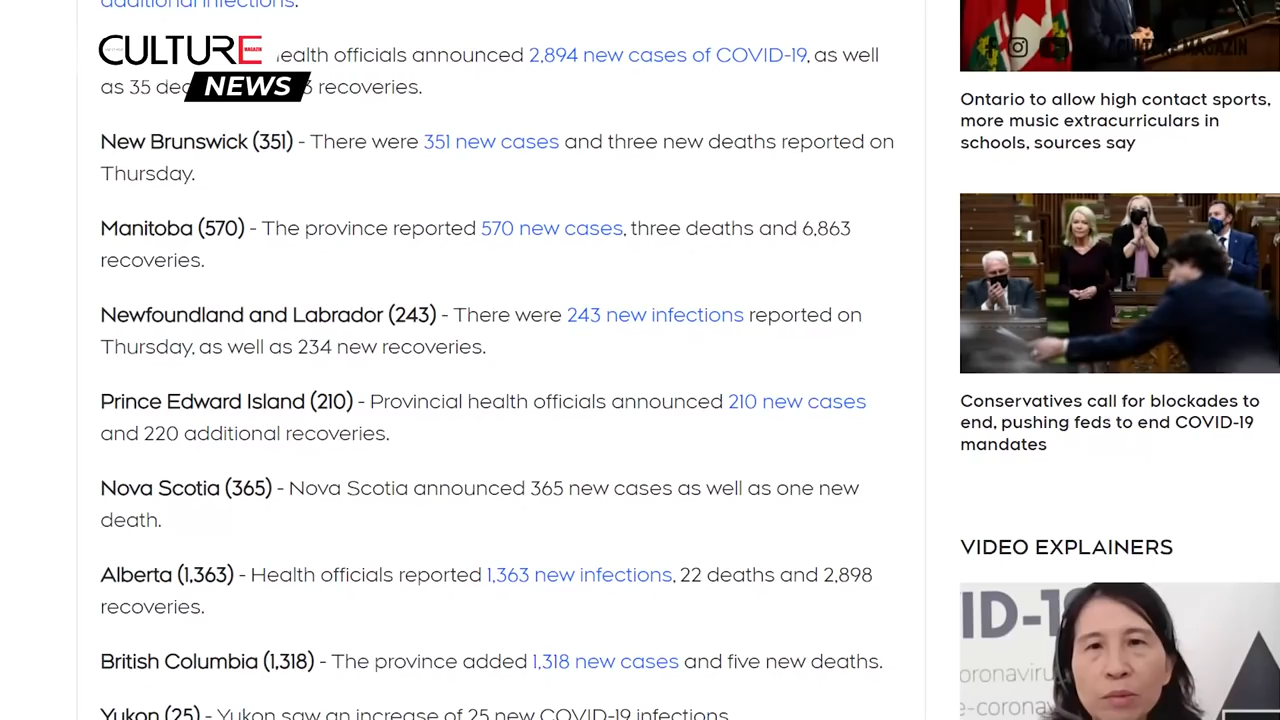 additional infections.
CULTURE
MAGAZIN
NEWS
Health officials announced 2,894 new cases of COVID-19, as well
as 35 recoveries.
New Brunswick (351) - There were 351 new cases and three new deaths reported on
Thursday.
Manitoba (570) - The province reported 570 new cases, three deaths and 6,863
recoveries.
Newfoundland and Labrador (243) - There were 243 new infections reported on
Thursday, as well as 234 new recoveries.
Prince Edward Island (210) - Provincial health officials announced 210 new cases
and 220 additional recoveries.
Nova Scotia (365) - Nova Scotia announced 365 new cases as well as one new
death.
Alberta (1,363) - Health officials reported 1,363 new infections, 22 deaths and 2,898
recoveries.
British Columbia (1,318) - The province added 1,318 new cases and five new deaths.
Yukon (25) - Yukon saw an increase of 25 new COVID-19 infections.
CULTURE MAGAZIN
Ontario to allow high contact sports,
more music extracurriculars in
schools, sources say
Conservatives call for blockades to
end, pushing feds to end COVID-19
mandates
VIDEO EXPLAINERS